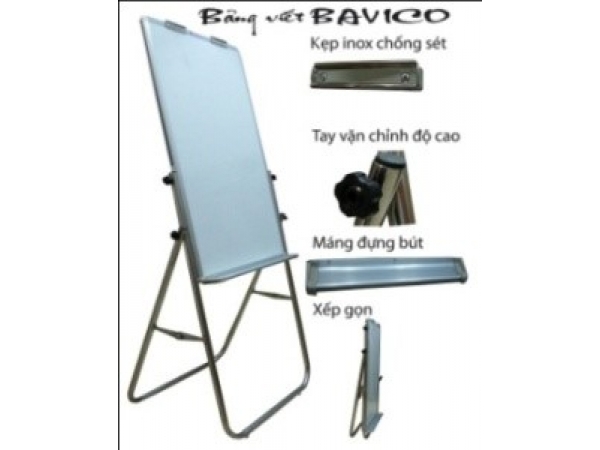 Bảng viết BAVICO
Kẹp inox chống sét
Tay vặn chỉnh độ cao
Máng đựng bút
Xếp gọn